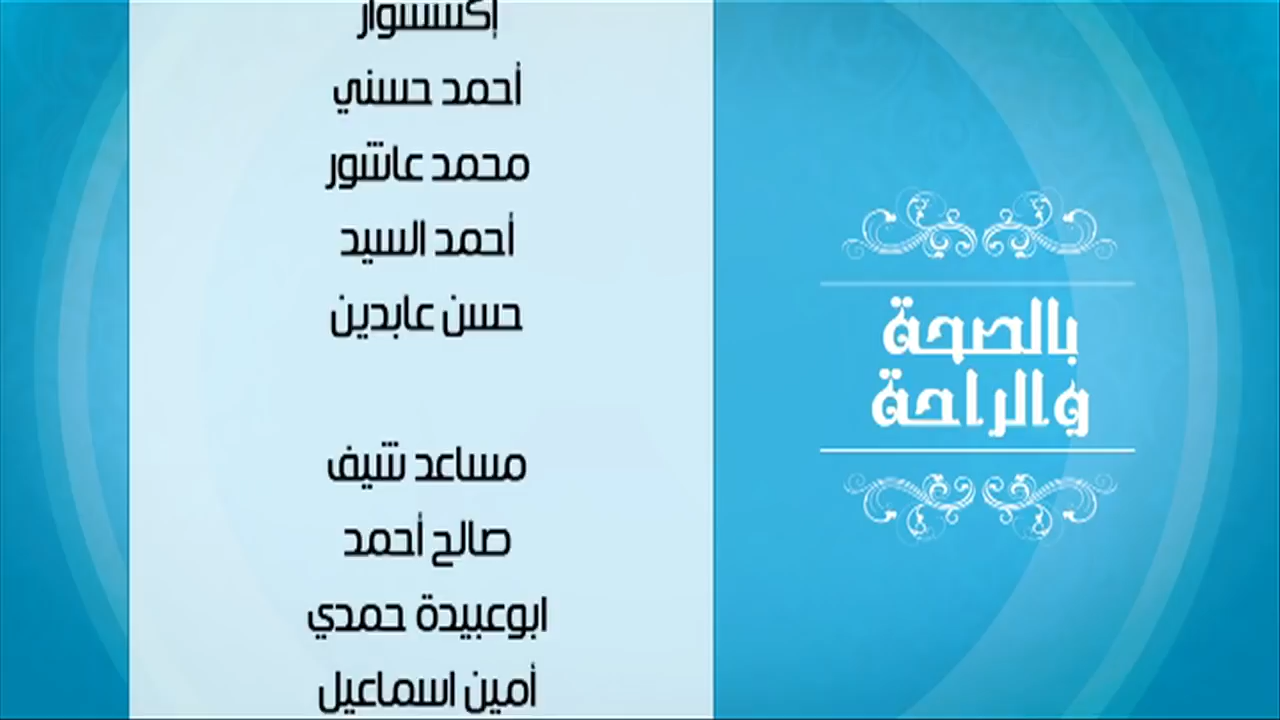 إكسسوار
أحمد حسني
محمد عاشور
أحمد السيد
حسن عابدين
مساعد شيف
صالح أحمد
ابوعبيدة حمدي
أمين اسماعيل
بالصحة
والراحة